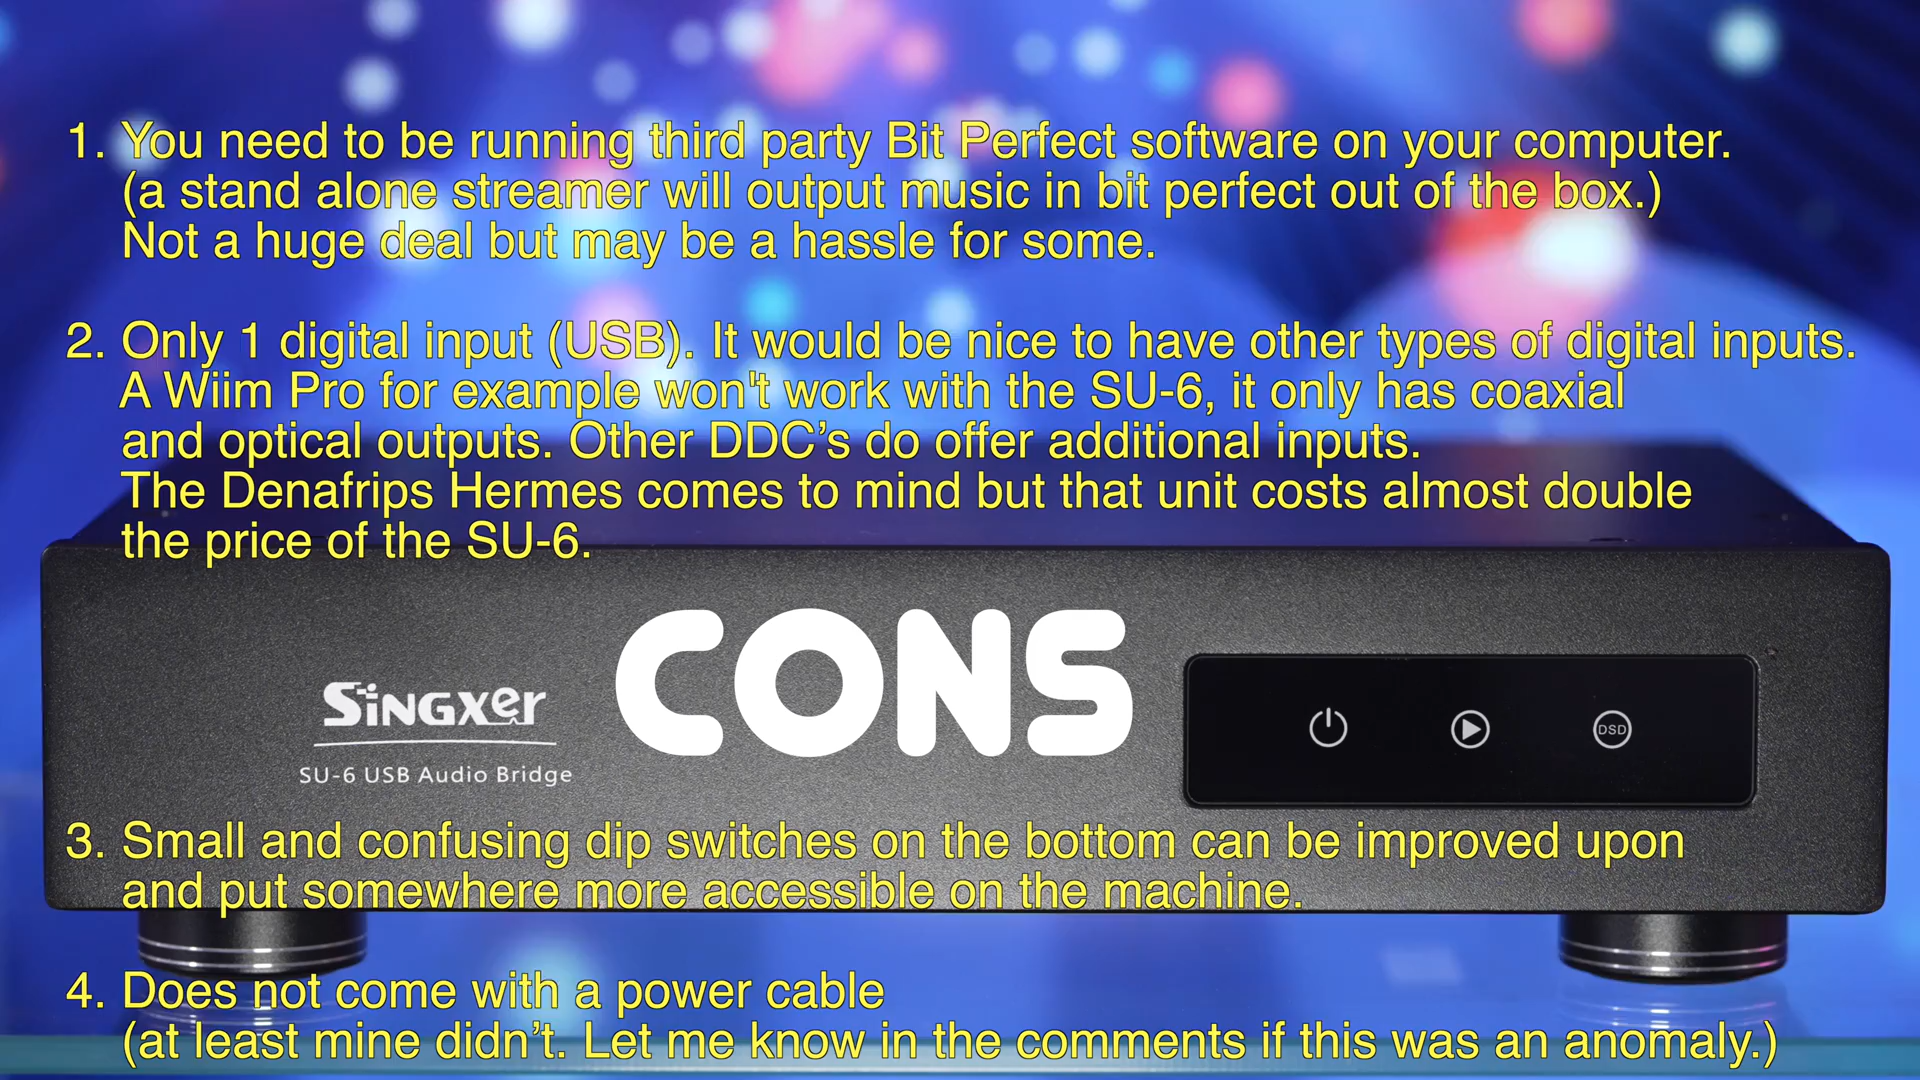 1. You need to be running third party Bit Perfect software on your computer.
(a stand alone streamer will output music in bit perfect out of the box.)
Not a huge deal but may be a hassle for some.
2. Only 1 digital input (USB). It would be nice to have other types of digital inputs.
A Wiim Pro for example won't work with the SU-6, it only has coaxial
and optical outputs. Other DDC’s do offer additional inputs.
The Denafrips Hermes comes to mind but that unit costs almost double
the price of the SU-6.
CONS
SiNGXer
SU-6 USB Audio Bridge
DSD
3. Small and confusing dip switches on the bottom can be improved upon
and put somewhere more accessible on the machine.
4. Does not come with a power cable
(at least mine didn’t. Let me know in the comments if this was an anomaly.)